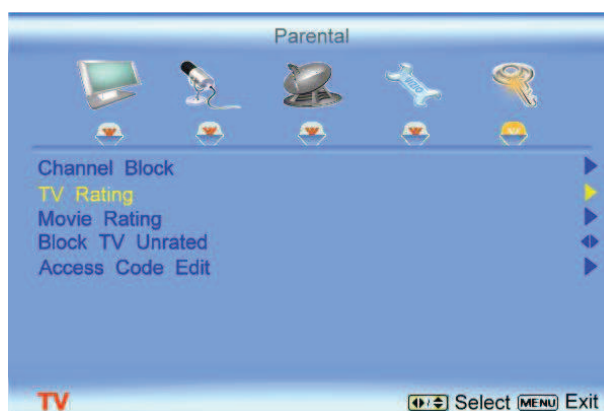 Parental
Channel Block
TV Rating
Movie Rating
Block TV Unrated
Access Code Edit
TV Select MENU Exit